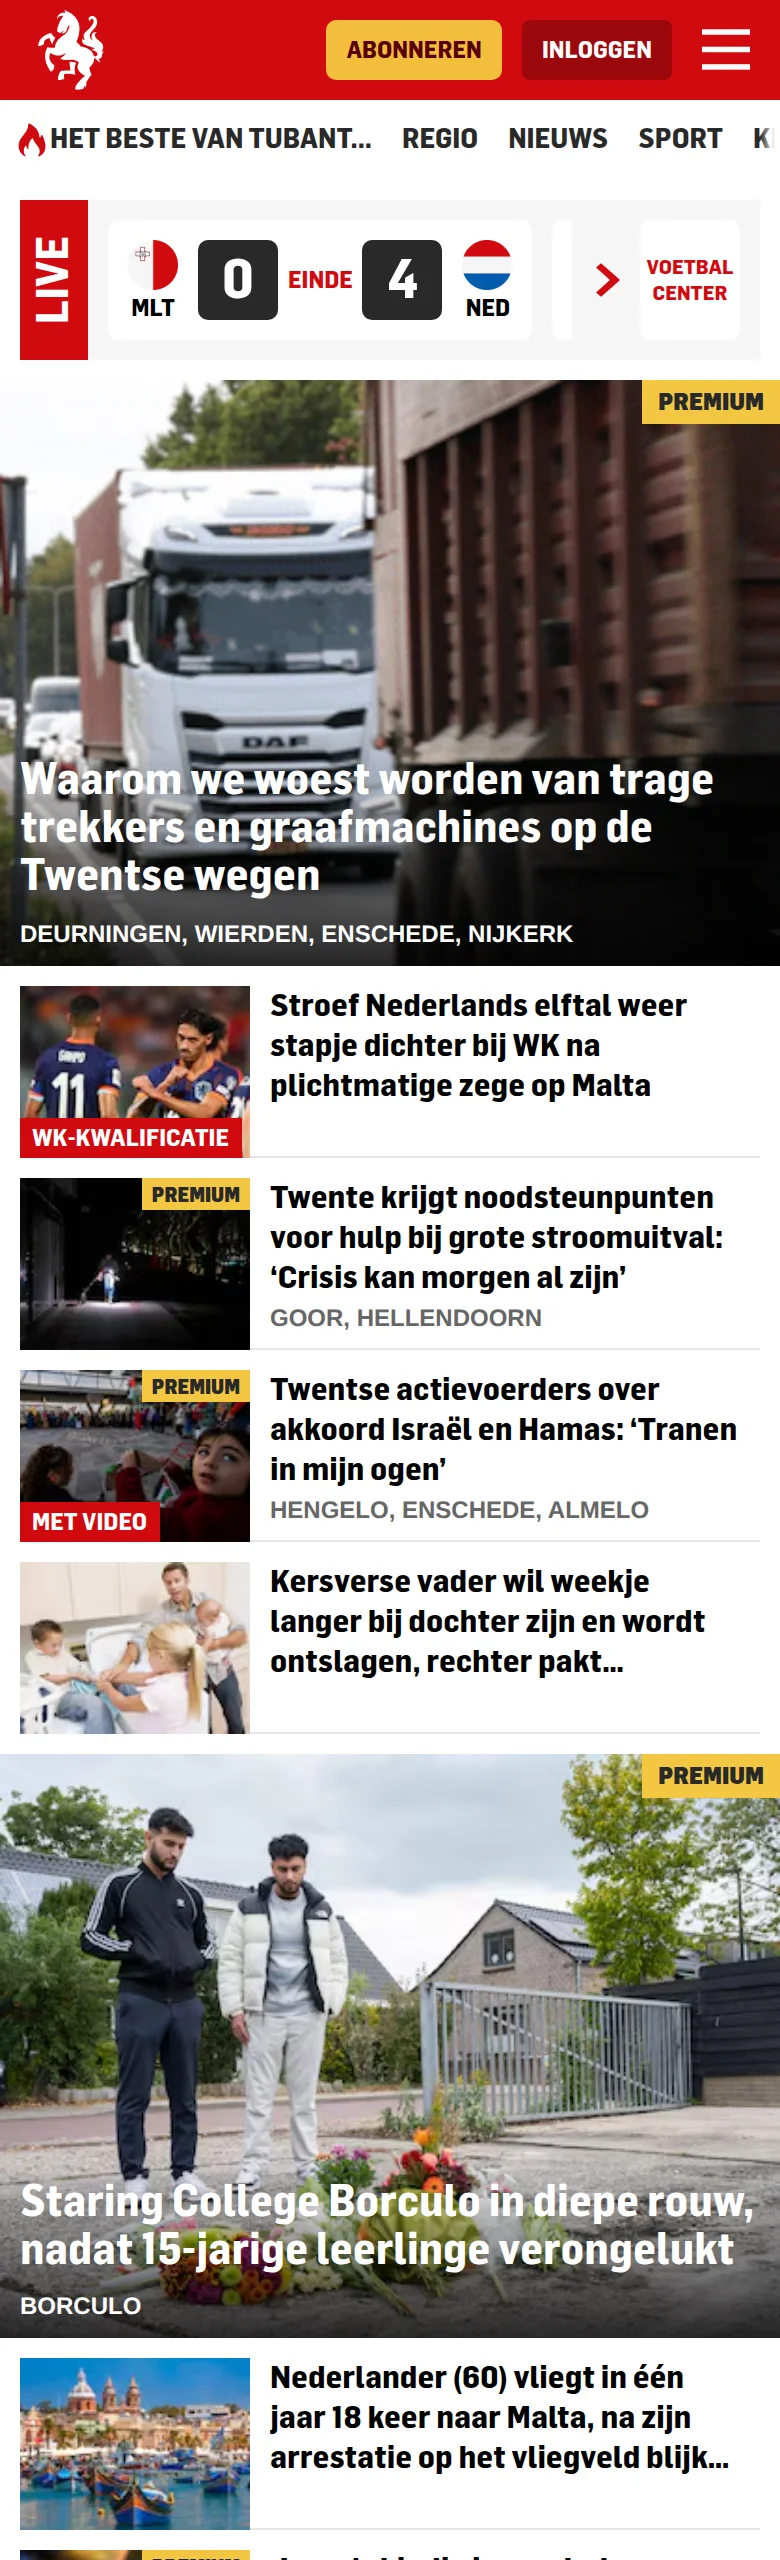 ABONNEREN
INLOGGEN
HET BESTE VAN TUBANT...
REGIO
NIEUWS
SPORT
LIVE
MLT
0
EINDE
4
NED
VOETBAL
CENTER
PREMIUM
DAF
Waarom we woest worden van trage
trekkers en graafmachines op de
Twentse wegen
DEURNINGEN, WIERDEN, ENSCHEDE, NIJKERK
GAKPO
11
WK-KWALIFICATIE
Stroef Nederlands elftal weer
stapje dichter bij WK na
plichtmatige zege op Malta
PREMIUM
Twente krijgt noodsteunpunten
voor hulp bij grote stroomuitval:
‘Crisis kan morgen al zijn’
GOOR, HELLENDOORN
PREMIUM
MET VIDEO
Twentse actievoerders over
akkoord Israël en Hamas: ‘Tranen
in mijn ogen’
HENGELO, ENSCHEDE, ALMELO
Kersverse vader wil weekje
langer bij dochter zijn en wordt
ontslagen, rechter pakt...
PREMIUM
Staring College Borculo in diepe rouw,
nadat 15-jarige leerlinge verongelukt
BORCULO
Nederlander (60) vliegt in één
jaar 18 keer naar Malta, na zijn
arrestatie op het vliegveld blijk...